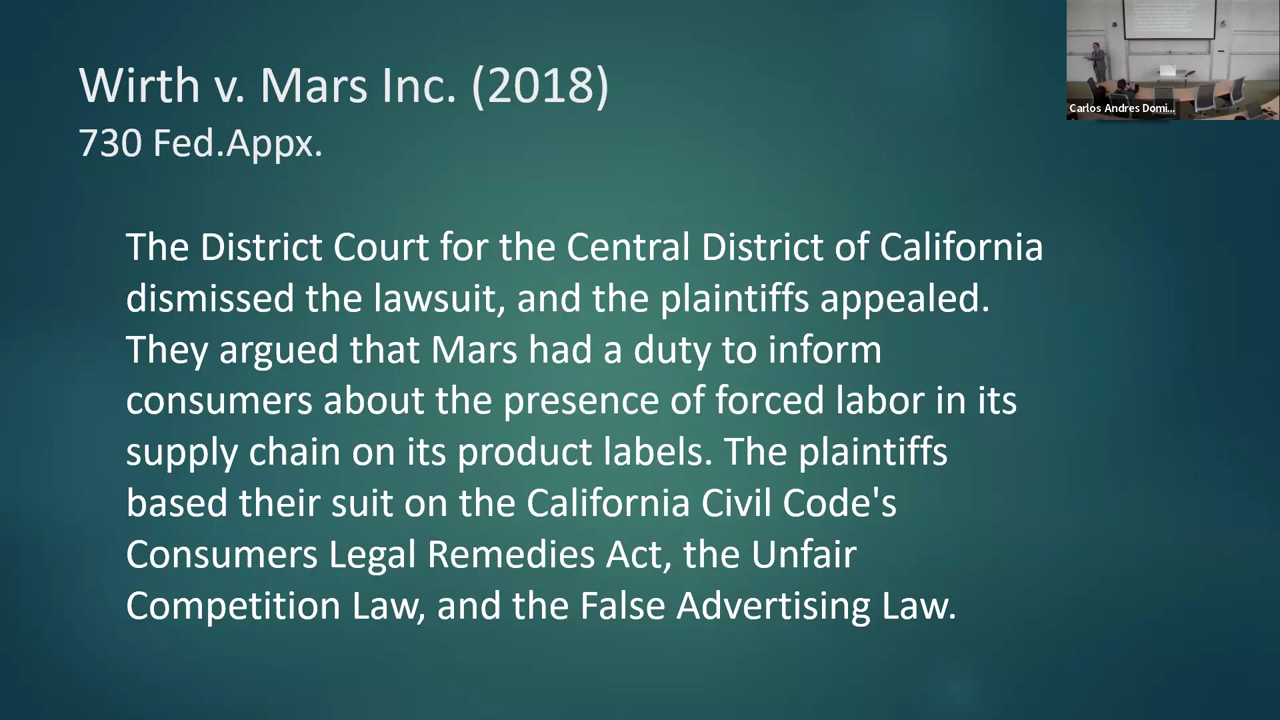 Wirth v. Mars Inc. (2018)
730 Fed.Appx.
The District Court for the Central District of California
dismissed the lawsuit, and the plaintiffs appealed.
They argued that Mars had a duty to inform
consumers about the presence of forced labor in its
supply chain on its product labels. The plaintiffs
based their suit on the California Civil Code's
Consumers Legal Remedies Act, the Unfair
Competition Law, and the False Advertising Law.
Carlos Andres Domi...